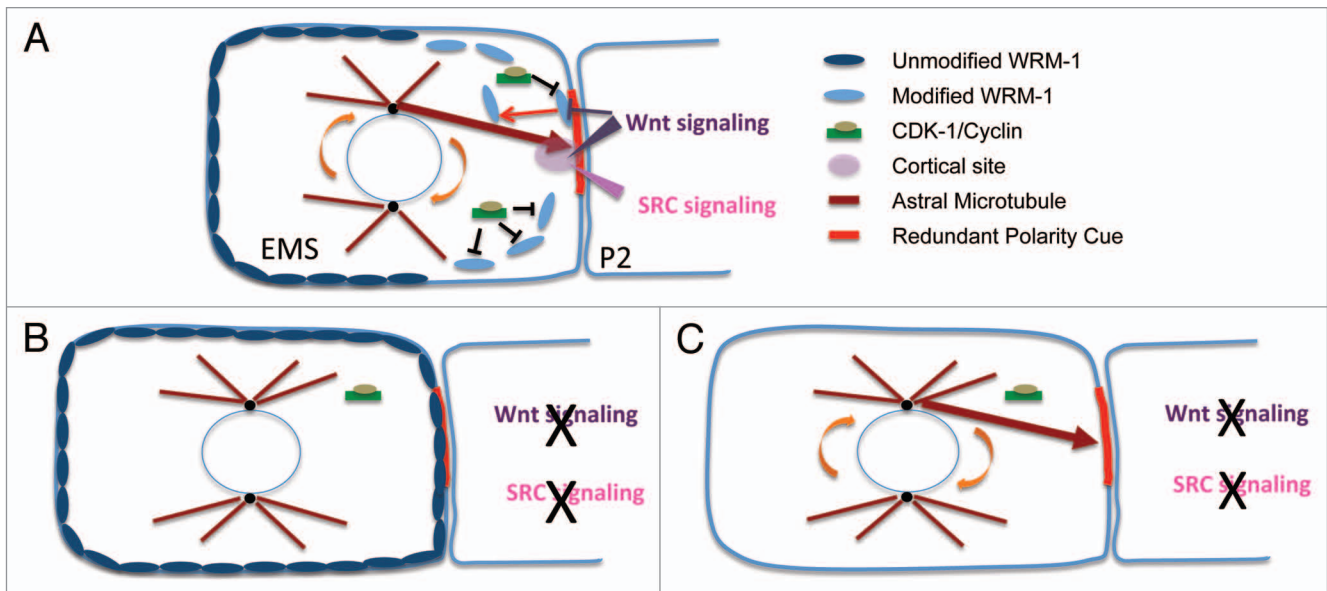 A
Unmodified WRM-1
Modified WRM-1
CDK-1/Cyclin
Cortical site
Astral Microtubule
Redundant Polarity Cue
Wnt signaling
SRC signaling
EMS
P2
B
Wnt signaling
X
SRC signaling
X
C
Wnt signaling
X
SRC signaling
X